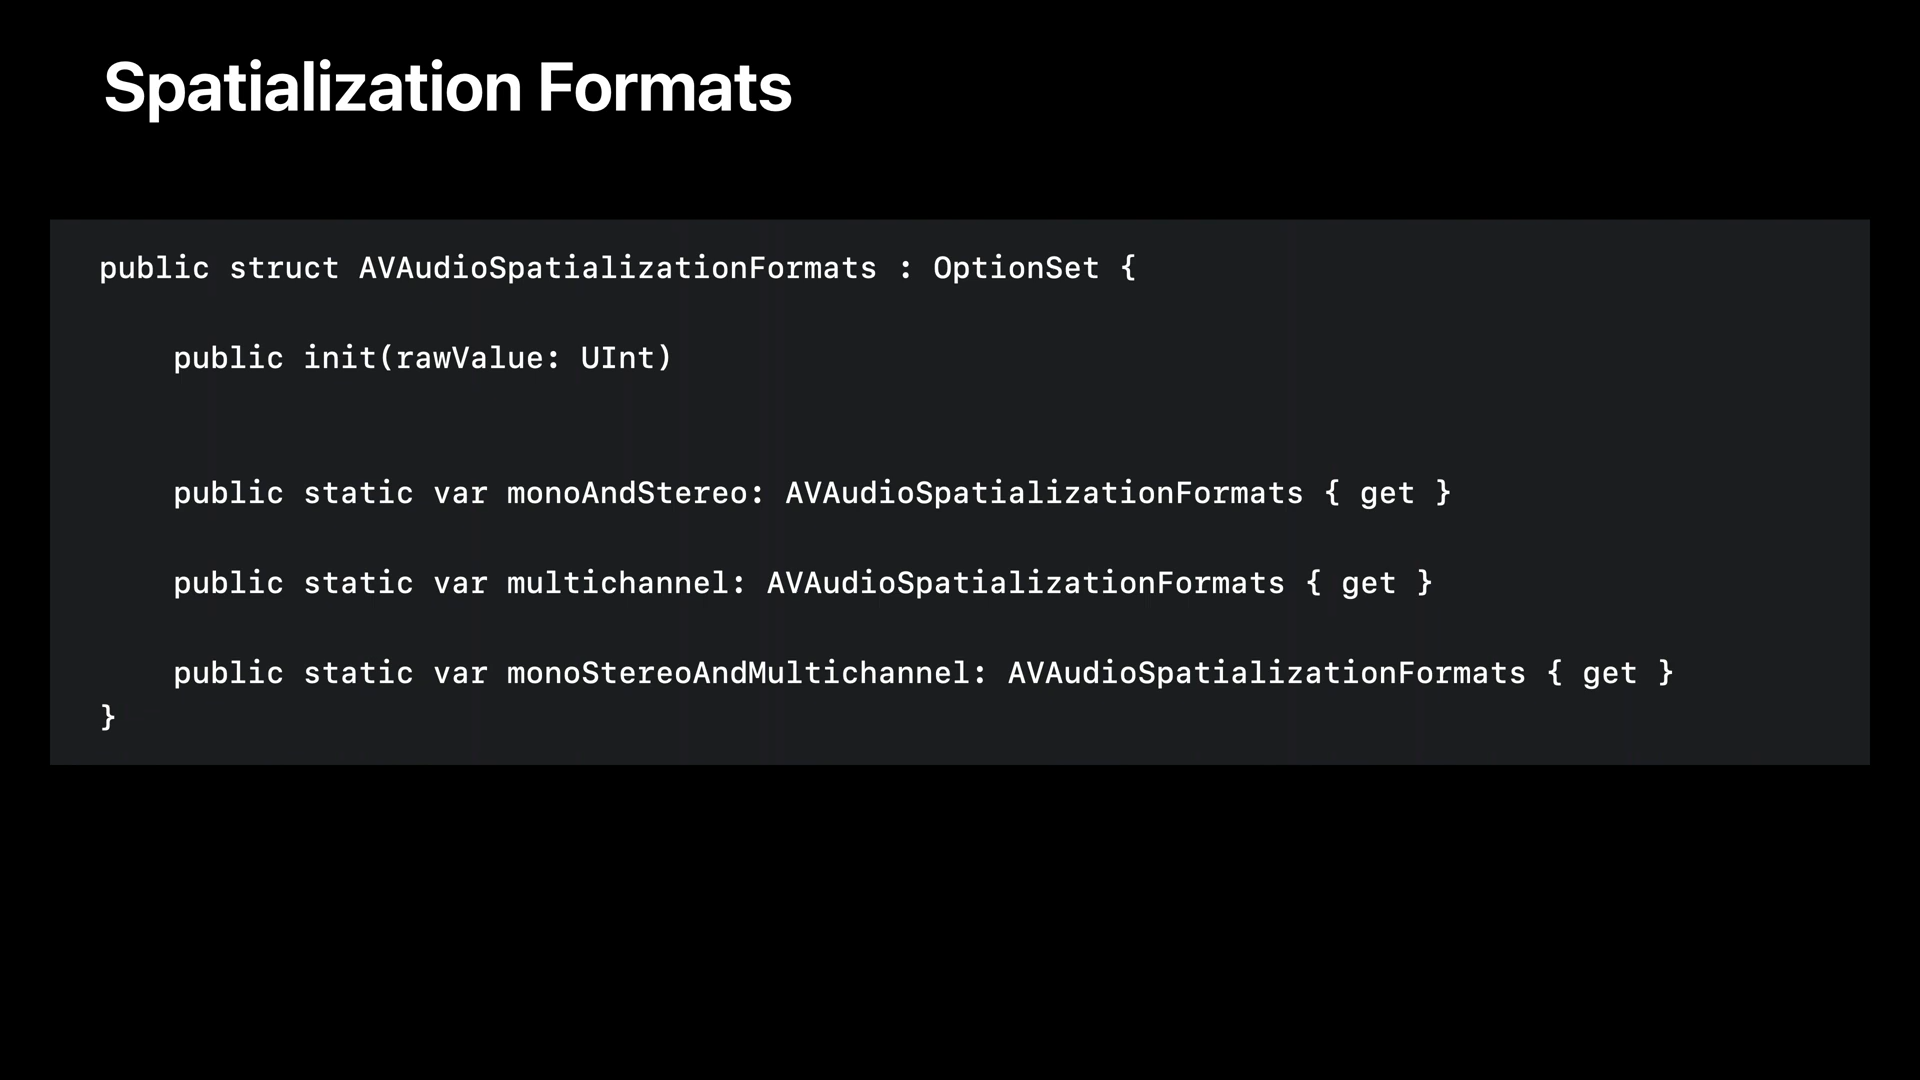 Spatialization Formats
public struct AVAudioSpatializationFormats : OptionSet {
public init(rawValue: UInt)
public static var monoAndStereo: AVAudioSpatializationFormats { get }
public static var multichannel: AVAudioSpatializationFormats { get }
public static var monoStereoAndMultichannel: AVAudioSpatializationFormats { get }
}